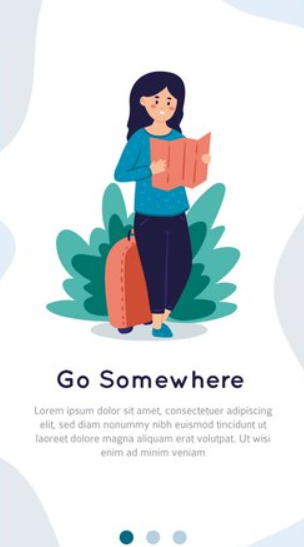 Go Somewhere
Lorem ipsum dolor sit amet, consectetuer adipiscing
elit, sed diam nonummy nibh euismod tincidunt ut
laoreet dolore magna aliquam erat volutpat. Ut wisi
enim ad minim veniam